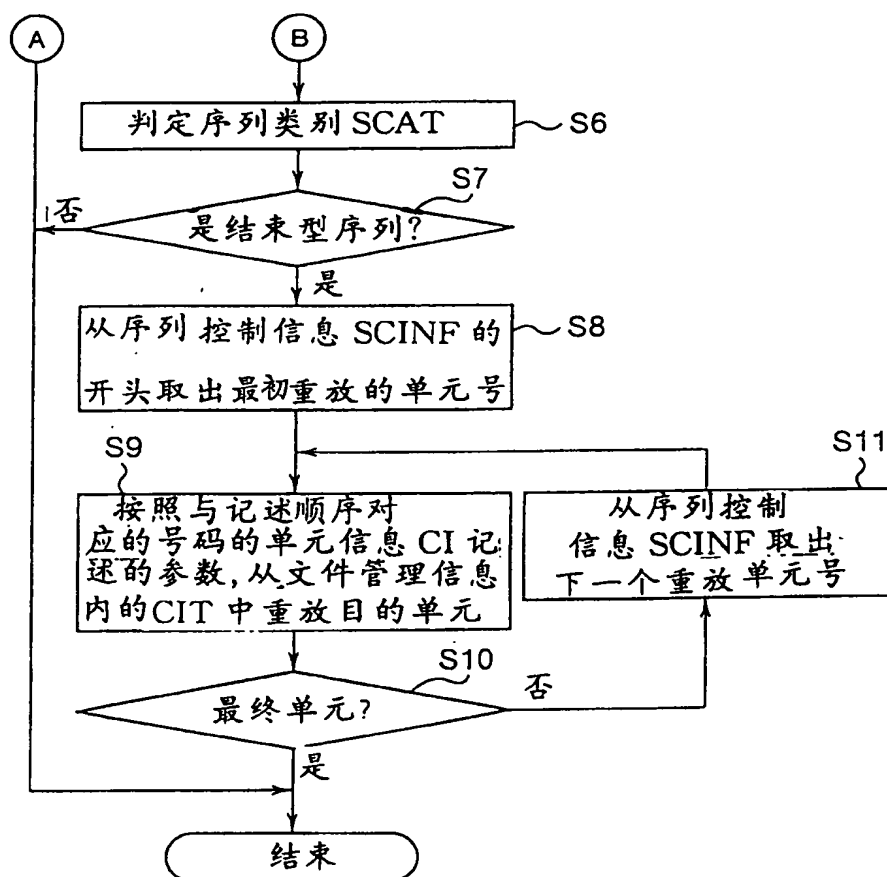 A
B
判定序列类别 SCAT
S6
S7
否
是结束型序列?
是
从序列控制信息 SCINF 的
开头取出最初重放的单元号
S8
S9
按照与记述顺序对
应的号码的单元信息 CI 记
述的参数,从文件管理信息
内的CIT 中重放目的单元
S11
从序列控制
信息 SCINF 取出
下一个重放单元号
S10
最终单元?
否
是
结束